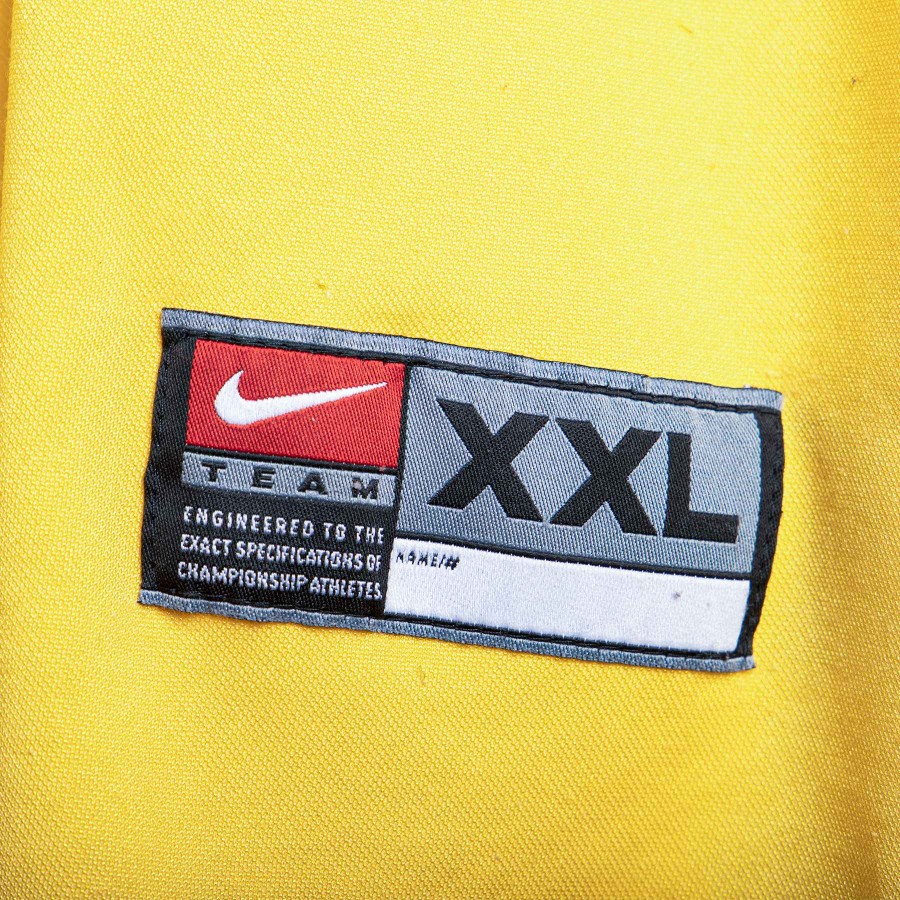 TEAM
ENGINEERED TO THE
EXACT SPECIFICATIONS OF
CHAMPIONSHIP ATHLETES
XXL
NAME/#